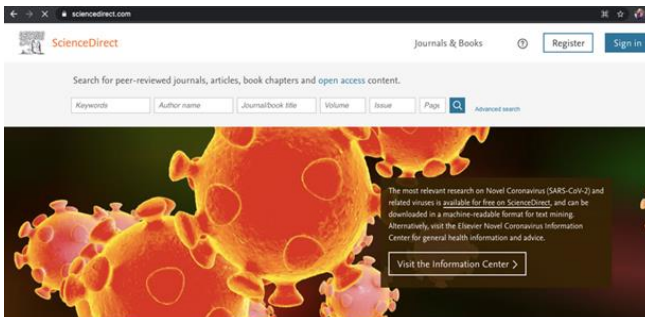 sciencedirect.com
ScienceDirect
Journals & Books
?
Register
Sign in
Search for peer-reviewed journals, articles, book chapters and open access content.
Keywords
Author name
Journal/book title
Volume
Issue
Page
Advanced search
The most relevant research on Novel Coronavirus (SARS-CoV-2) and
related viruses is available for free on ScienceDirect, and can be
downloaded in a machine-readable format for text mining.
Alternatively, visit the Elsevier Novel Coronavirus Information
Center for general health information and advice.
Visit the Information Center >